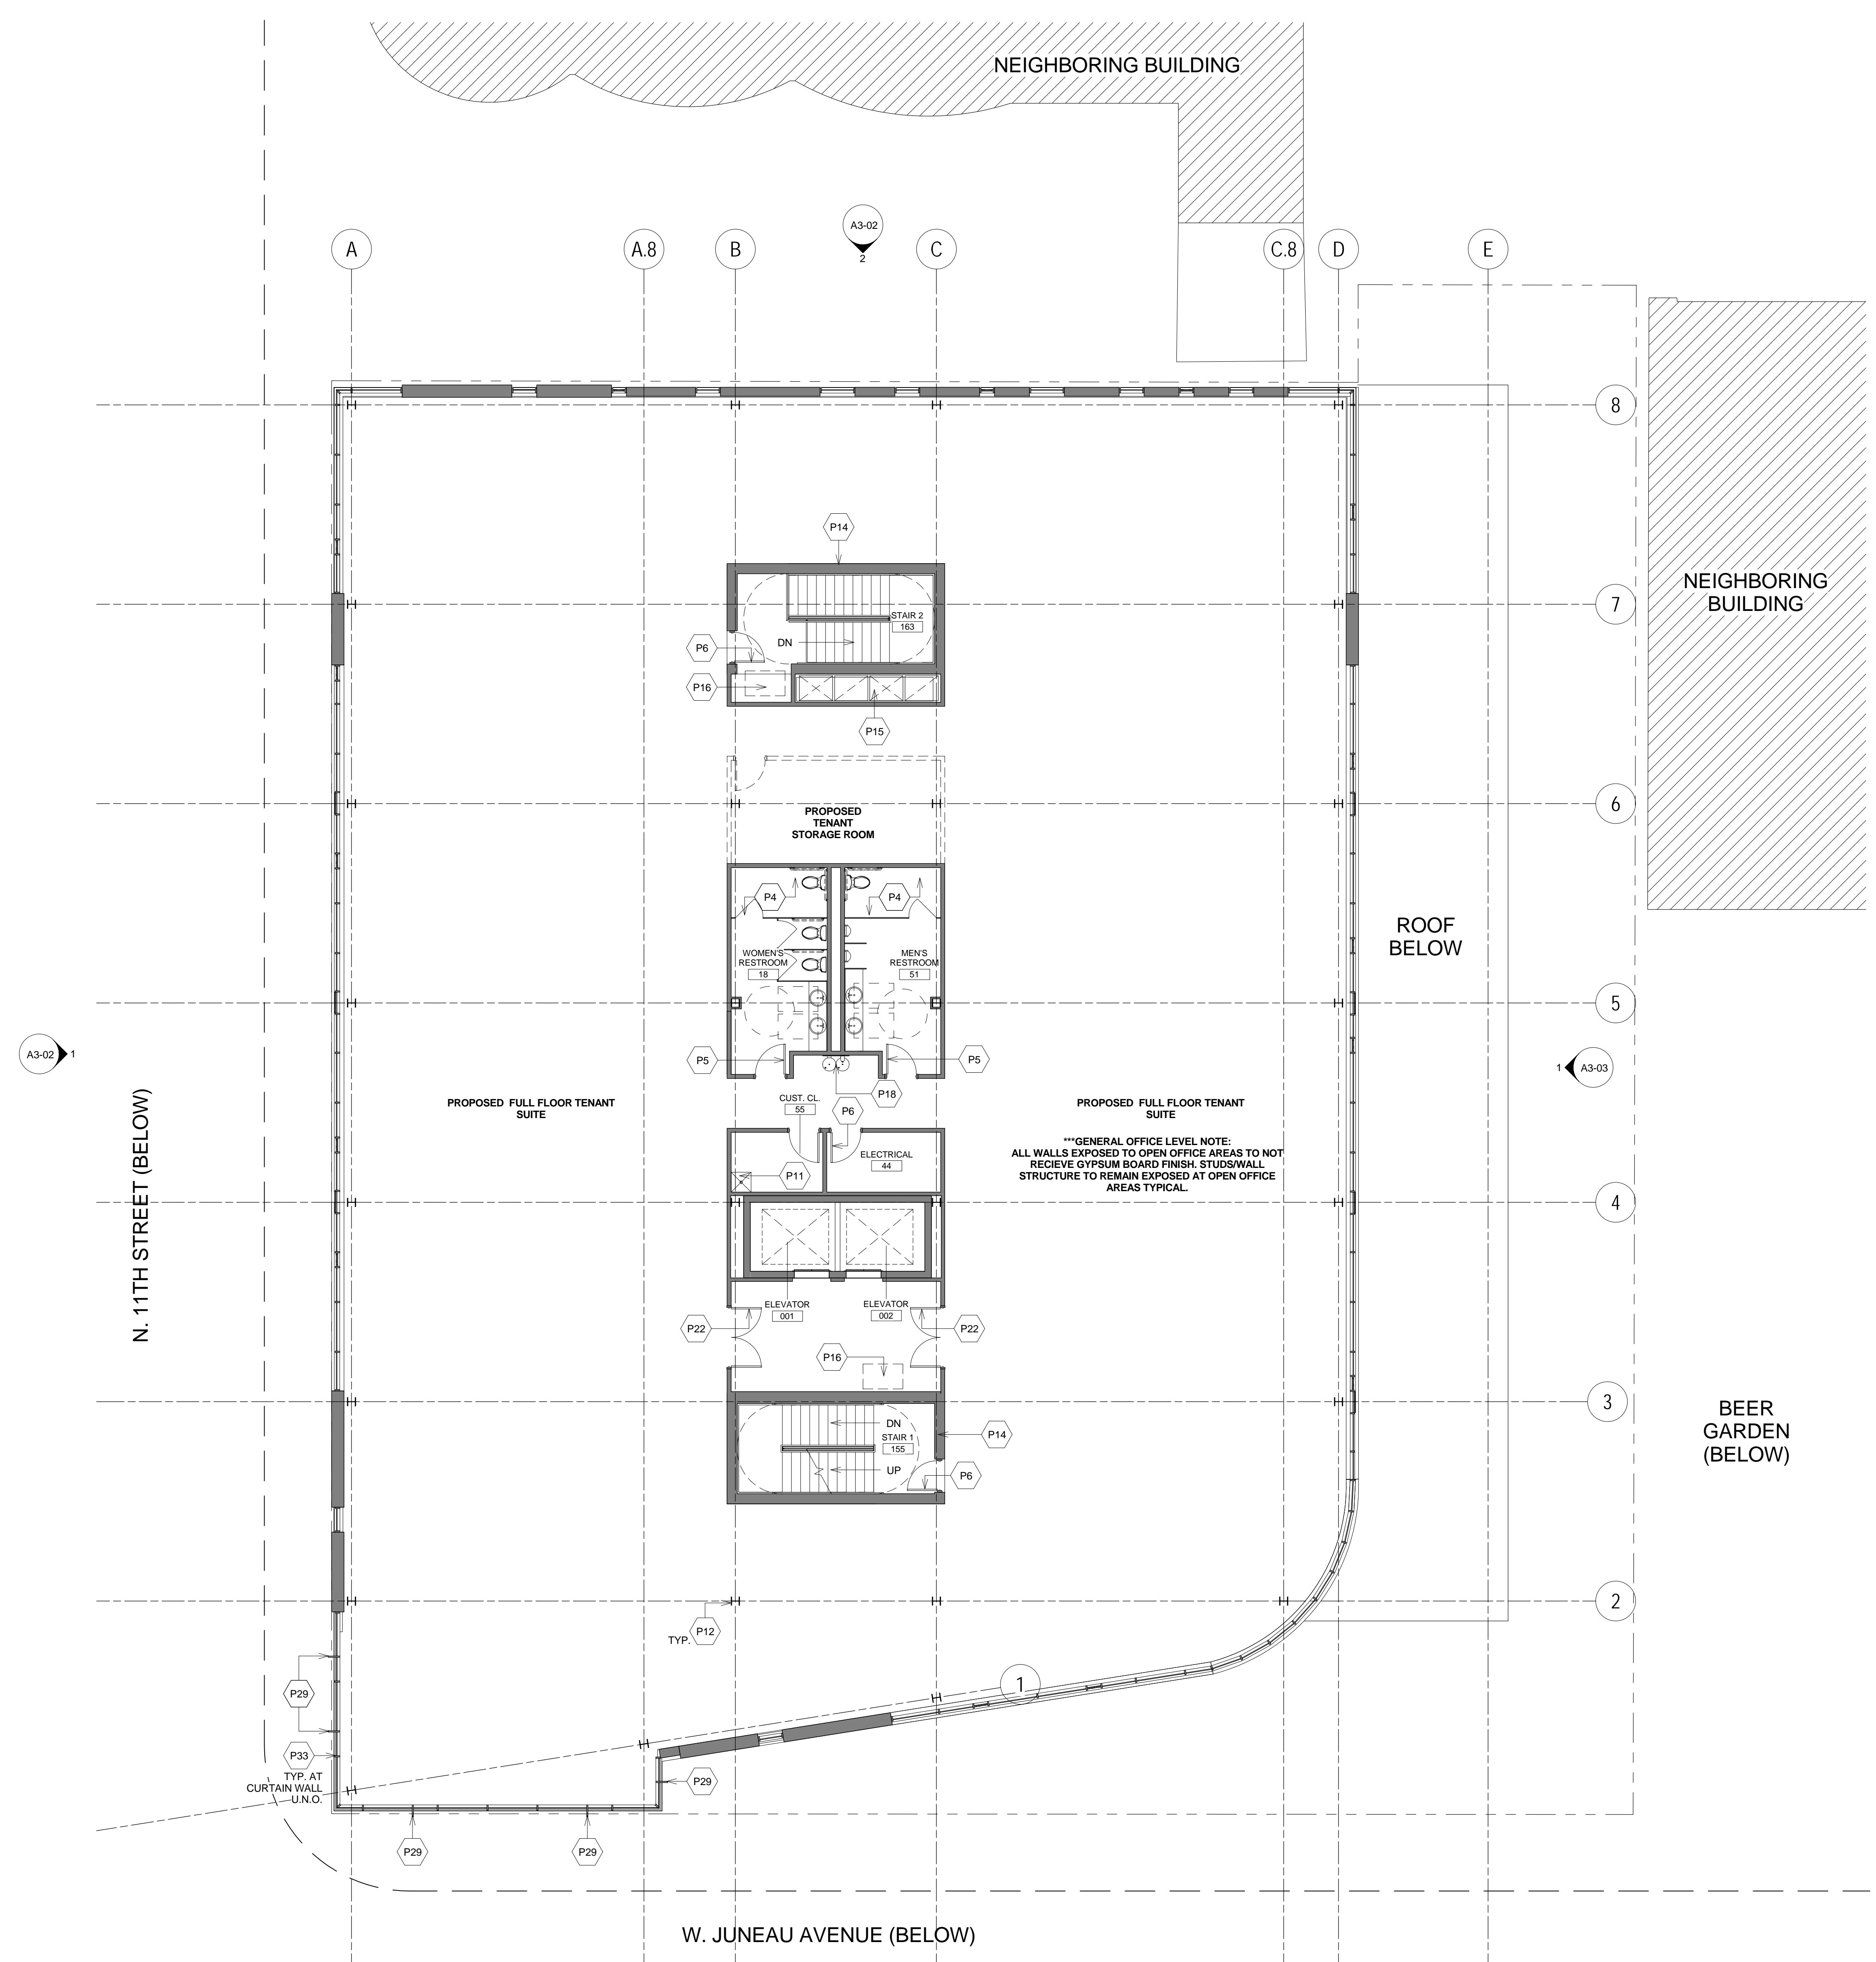 NEIGHBORING BUILDING
A3-02
2
A
A.8
B
C
C.8
D
E
8
P14
NEIGHBORING
BUILDING
7
STAIR 2
163
DN
P6
P16
P15
6
PROPOSED
TENANT
STORAGE ROOM
P4
P4
ROOF
BELOW
WOMEN'S
RESTROOM
18
MEN'S
RESTROOM
51
5
A3-02
1
P5
P5
1
A3-03
P18
N. 11TH STREET (BELOW)
PROPOSED FULL FLOOR TENANT
SUITE
CUST. CL.
55
P6
PROPOSED FULL FLOOR TENANT
SUITE
***GENERAL OFFICE LEVEL NOTE:
ALL WALLS EXPOSED TO OPEN OFFICE AREAS TO NOT
RECIEVE GYPSUM BOARD FINISH. STUDS/WALL
STRUCTURE TO REMAIN EXPOSED AT OPEN OFFICE
AREAS TYPICAL.
ELECTRICAL
44
P11
4
ELEVATOR
001
ELEVATOR
002
P22
P22
P16
3
BEER
GARDEN
(BELOW)
DN
STAIR 1
155
P14
UP
P6
2
TYP.
P12
1
P29
P33
TYP. AT
CURTAIN WALL
U.N.O.
P29
P29
P29
W. JUNEAU AVENUE (BELOW)